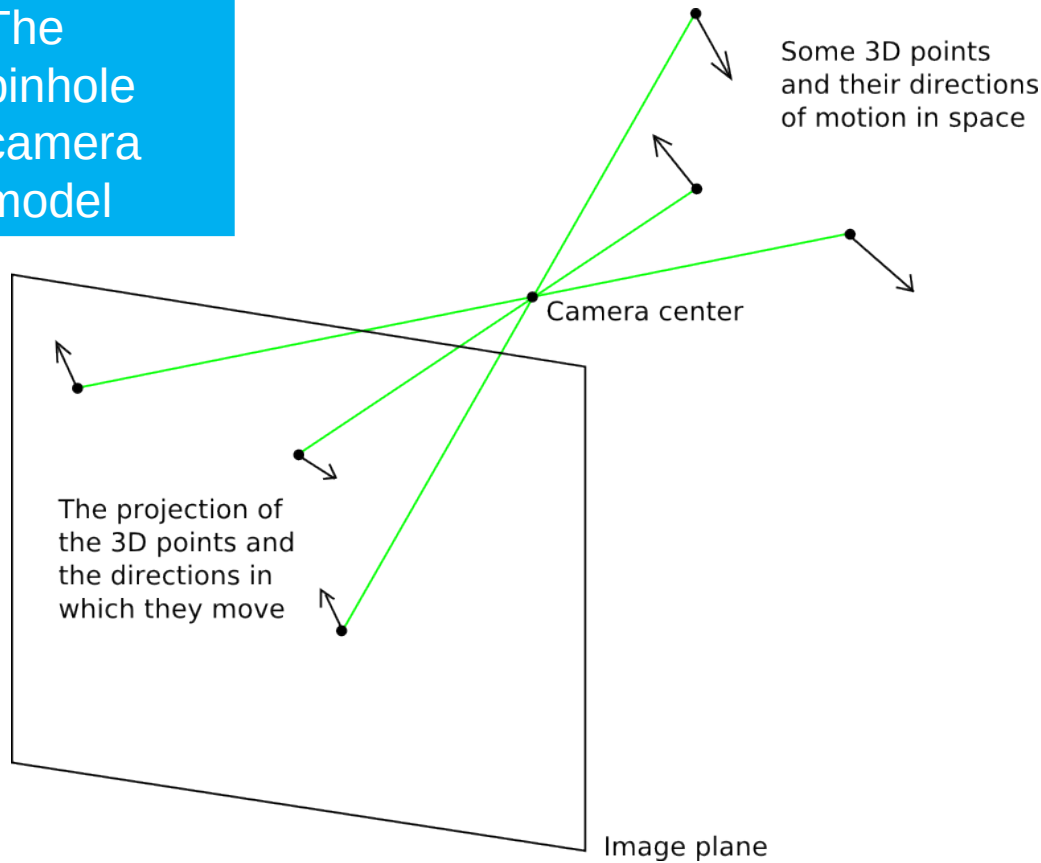 The
pinhole
camera
model
Some 3D points
and their directions
of motion in space
Camera center
The projection of
the 3D points and
the directions in
which they move
Image plane